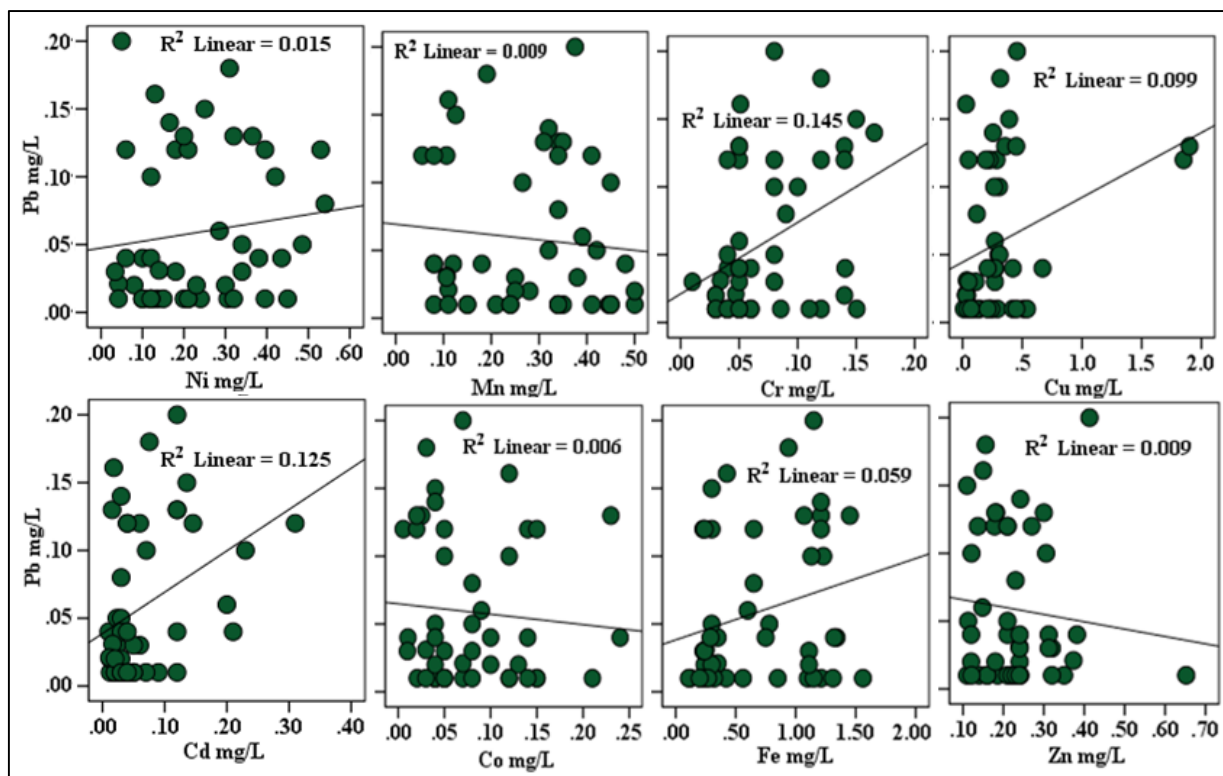 R² Linear = 0.015
R² Linear = 0.009
R² Linear = 0.145
R² Linear = 0.099
Pb mg/L
.20
.15
.10
.05
.00
.00 .10 .20 .30 .40 .50 .60
Ni mg/L
.00 .10 .20 .30 .40 .50
Mn mg/L
.00 .05 .10 .15 .20
Cr mg/L
.0 .5 1.0 1.5 2.0
Cu mg/L
R² Linear = 0.125
R² Linear = 0.006
R² Linear = 0.059
R² Linear = 0.009
Pb mg/L
.20
.15
.10
.05
.00
.00 .10 .20 .30 .40
Cd mg/L
.00 .05 .10 .15 .20 .25
Co mg/L
.00 .50 1.00 1.50 2.00
Fe mg/L
.10 .20 .30 .40 .50 .60 .70
Zn mg/L